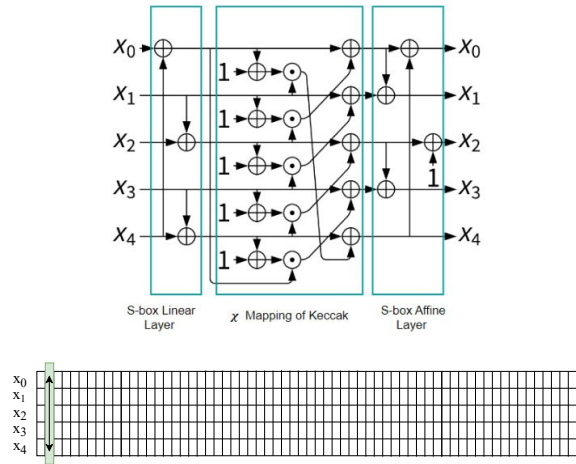 X0 X0
1
X1 X1
1
X2 X2
1 1
X3 X3
1
X4 X4
1
S-box Linear Layer
χ Mapping of Keccak
S-box Affine Layer
x0
x1
x2
x3
x4